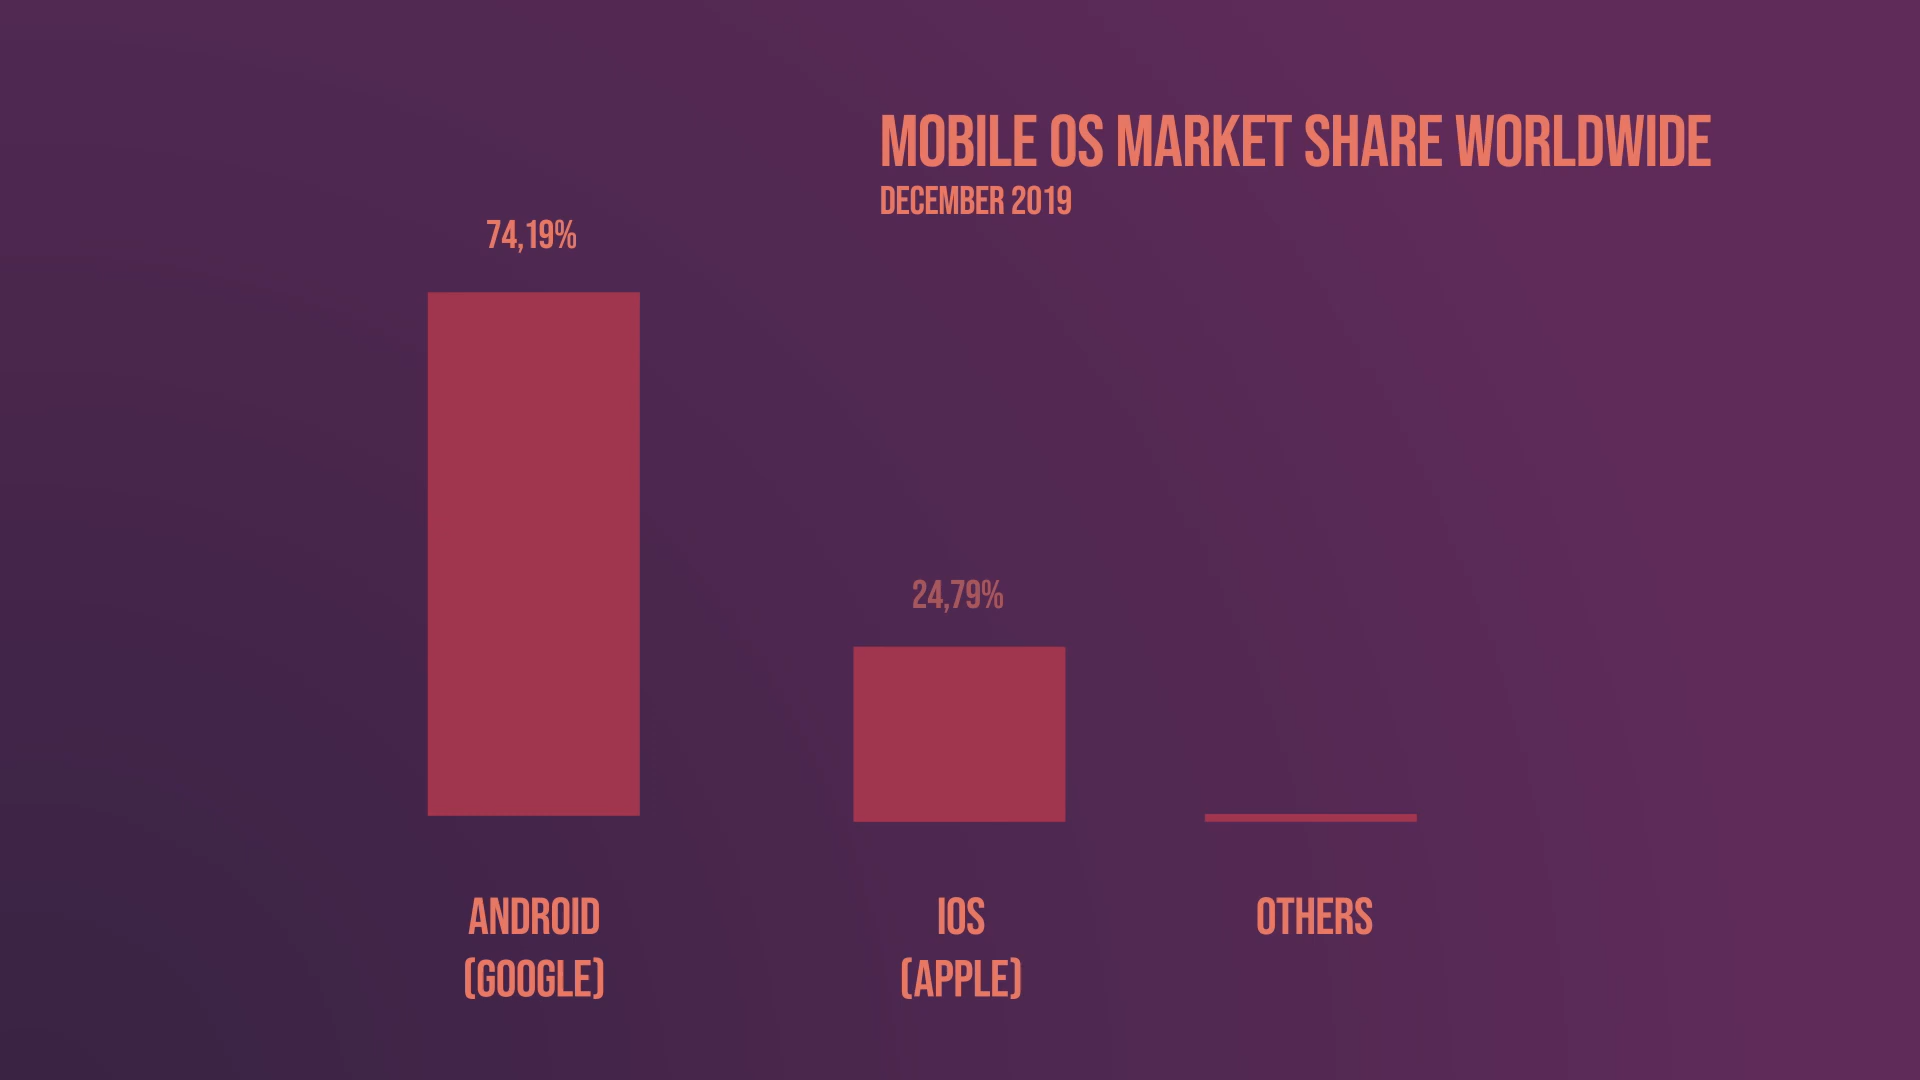 MOBILE OS MARKET SHARE WORLDWIDE
DECEMBER 2019
74,19%
24,79%
ANDROID
(GOOGLE)
IOS
(APPLE)
OTHERS